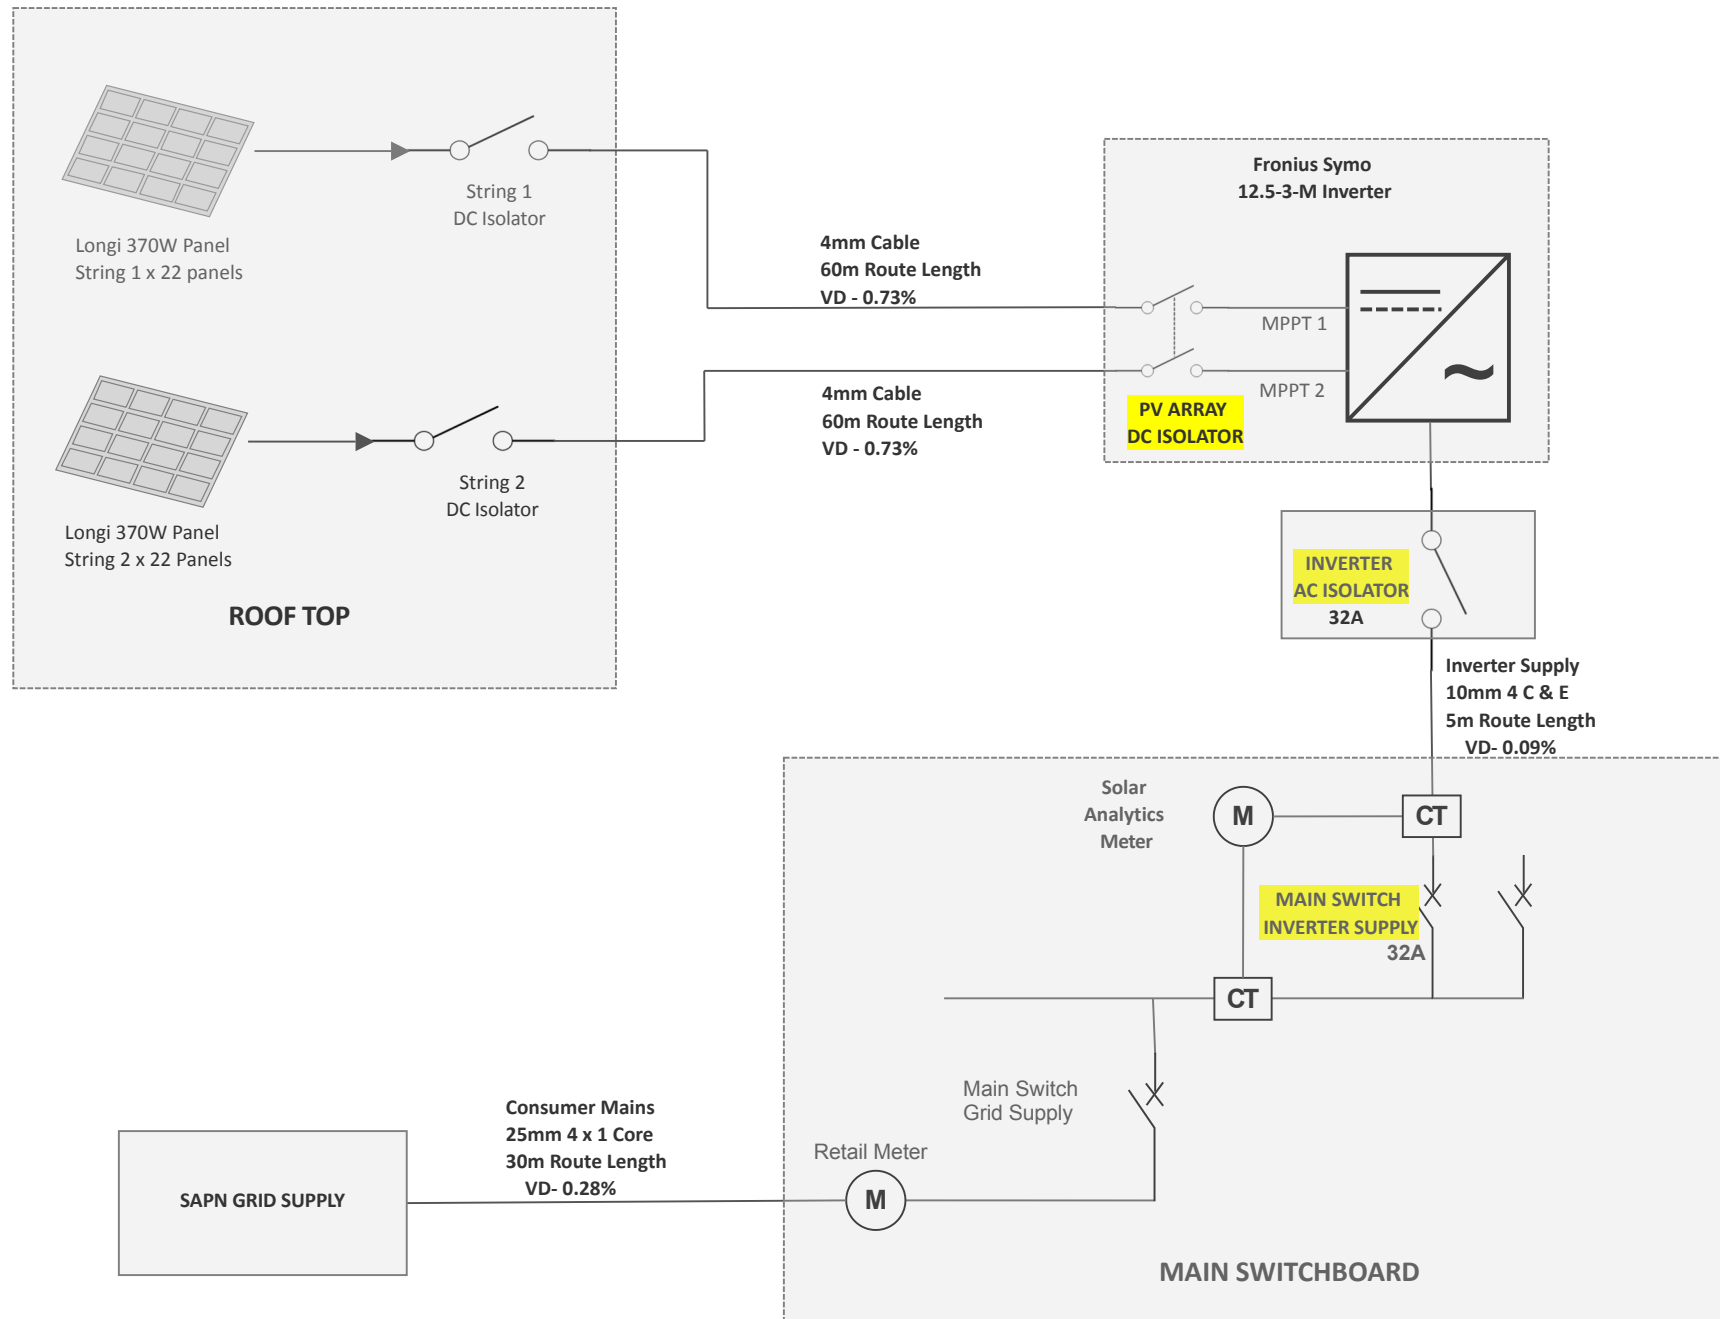 String 1
DC Isolator
Longi 370W Panel
String 1 x 22 panels
String 2
DC Isolator
Longi 370W Panel
String 2 x 22 Panels
ROOF TOP
4mm Cable
60m Route Length
VD - 0.73%
4mm Cable
60m Route Length
VD - 0.73%
Fronius Symo
12.5-3-M Inverter
MPPT 1
MPPT 2
PV ARRAY
DC ISOLATOR
INVERTER
AC ISOLATOR
32A
Inverter Supply
10mm 4 C & E
5m Route Length
VD- 0.09%
Solar
Analytics
Meter
M
CT
MAIN SWITCH
INVERTER SUPPLY
32A
CT
Main Switch
Grid Supply
Retail Meter
M
Consumer Mains
25mm 4 x 1 Core
30m Route Length
VD- 0.28%
SAPN GRID SUPPLY
MAIN SWITCHBOARD